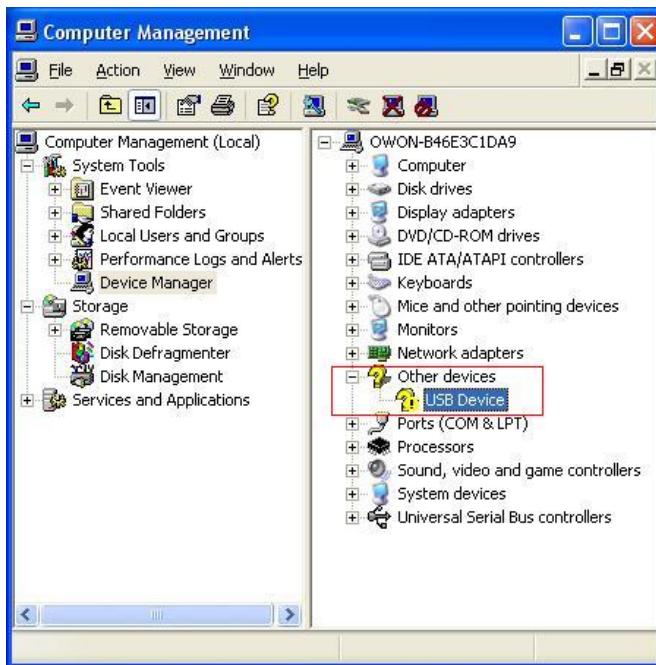 Computer Management
File Action View Window Help
Computer Management (Local)
System Tools
Event Viewer
Shared Folders
Local Users and Groups
Performance Logs and Alerts
Device Manager
Storage
Removable Storage
Disk Defragmenter
Disk Management
Services and Applications
OWON-B46E3C1DA9
Computer
Disk drives
Display adapters
DVD/CD-ROM drives
IDE ATA/ATAPI controllers
Keyboards
Mice and other pointing devices
Monitors
Network adapters
Other devices
USB Device
Ports (COM & LPT)
Processors
Sound, video and game controllers
System devices
Universal Serial Bus controllers